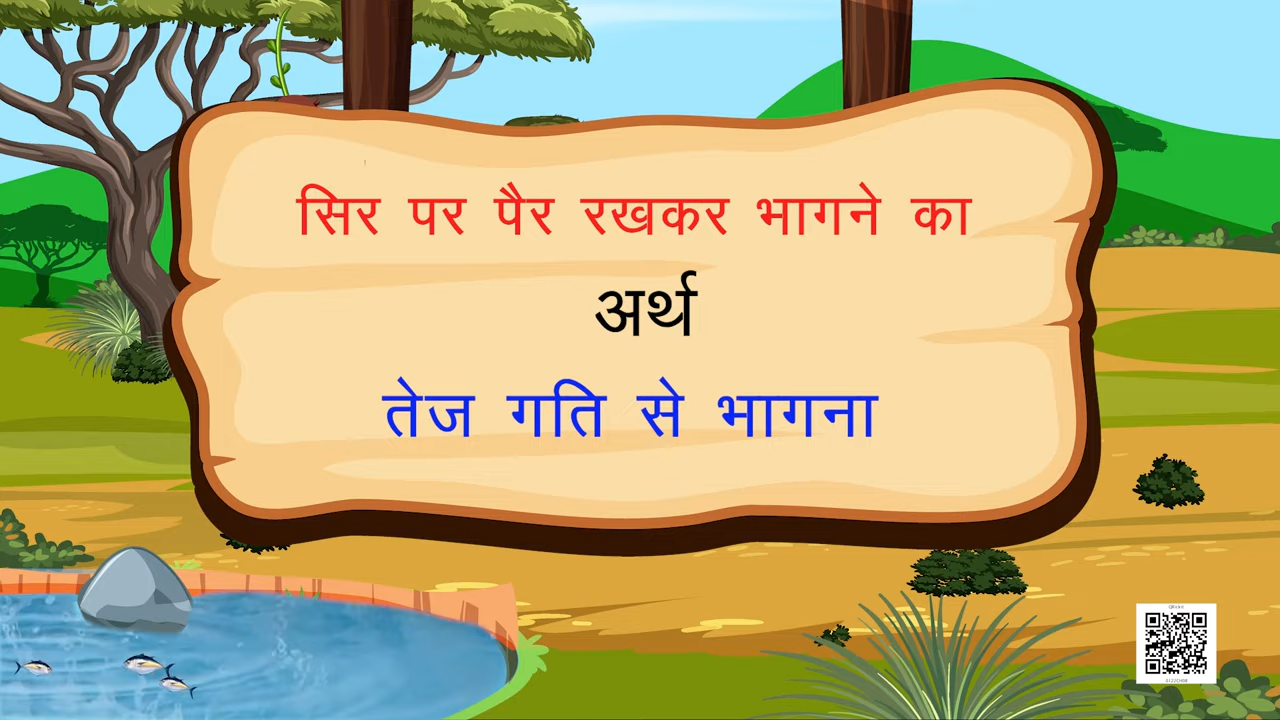 सिर पर पैर रखकर भागने का
अर्थ
तेज गति से भागना